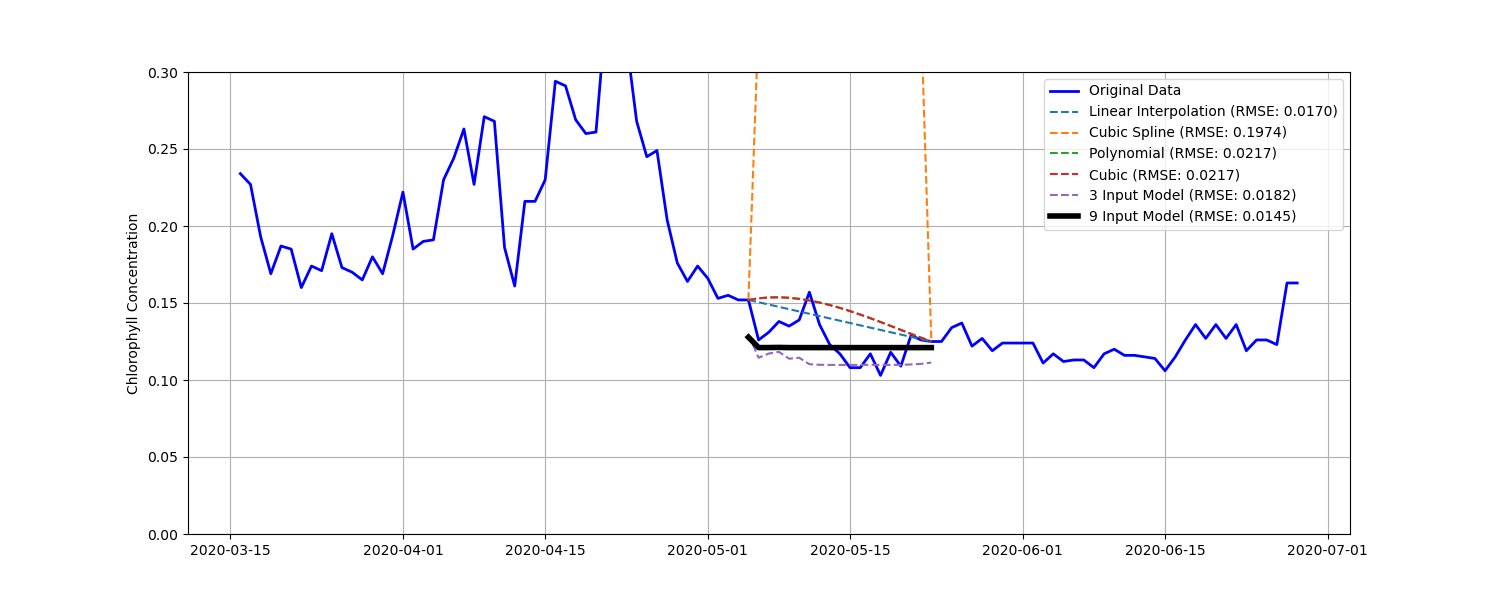 0.30
0.25
0.20
0.15
0.10
0.05
0.00
Chlorophyll Concentration
2020-03-15
2020-04-01
2020-04-15
2020-05-01
2020-05-15
2020-06-01
2020-06-15
2020-07-01
Original Data
Linear Interpolation (RMSE: 0.0170)
Cubic Spline (RMSE: 0.1974)
Polynomial (RMSE: 0.0217)
Cubic (RMSE: 0.0217)
3 Input Model (RMSE: 0.0182)
9 Input Model (RMSE: 0.0145)